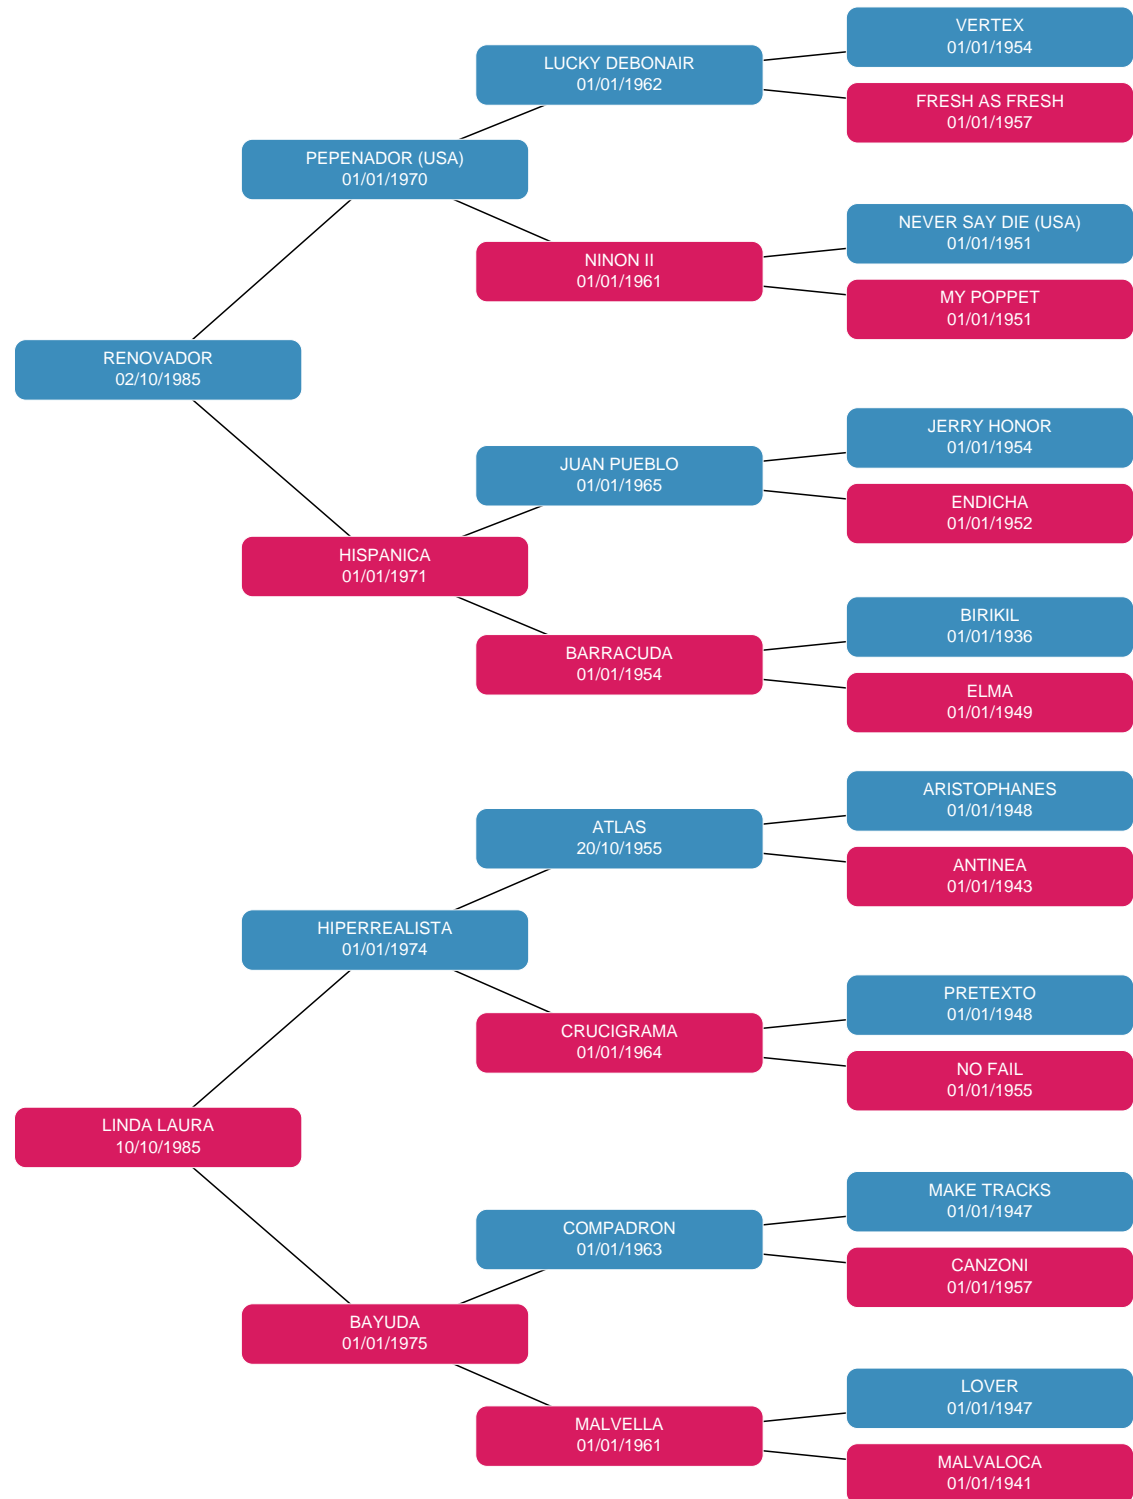 VERTEX
01/01/1954
LUCKY DEBONAIR
01/01/1962
FRESH AS FRESH
01/01/1957
PEPENADOR (USA)
01/01/1970
NEVER SAY DIE (USA)
01/01/1951
NINON II
01/01/1961
MY POPPET
01/01/1951
RENOVADOR
02/10/1985
JERRY HONOR
01/01/1954
JUAN PUEBLO
01/01/1965
ENDICHA
01/01/1952
HISPANICA
01/01/1971
BIRIKIL
01/01/1936
BARRACUDA
01/01/1954
ELMA
01/01/1949
ARISTOPHANES
01/01/1948
ATLAS
20/10/1955
ANTINEA
01/01/1943
HIPERREALISTA
01/01/1974
PRETEXTO
01/01/1948
CRUCIGRAMA
01/01/1964
NO FAIL
01/01/1955
LINDA LAURA
10/10/1985
MAKE TRACKS
01/01/1947
COMPADRON
01/01/1963
CANZONI
01/01/1957
BAYUDA
01/01/1975
LOVER
01/01/1947
MALVELLA
01/01/1961
MALVALOCA
01/01/1941